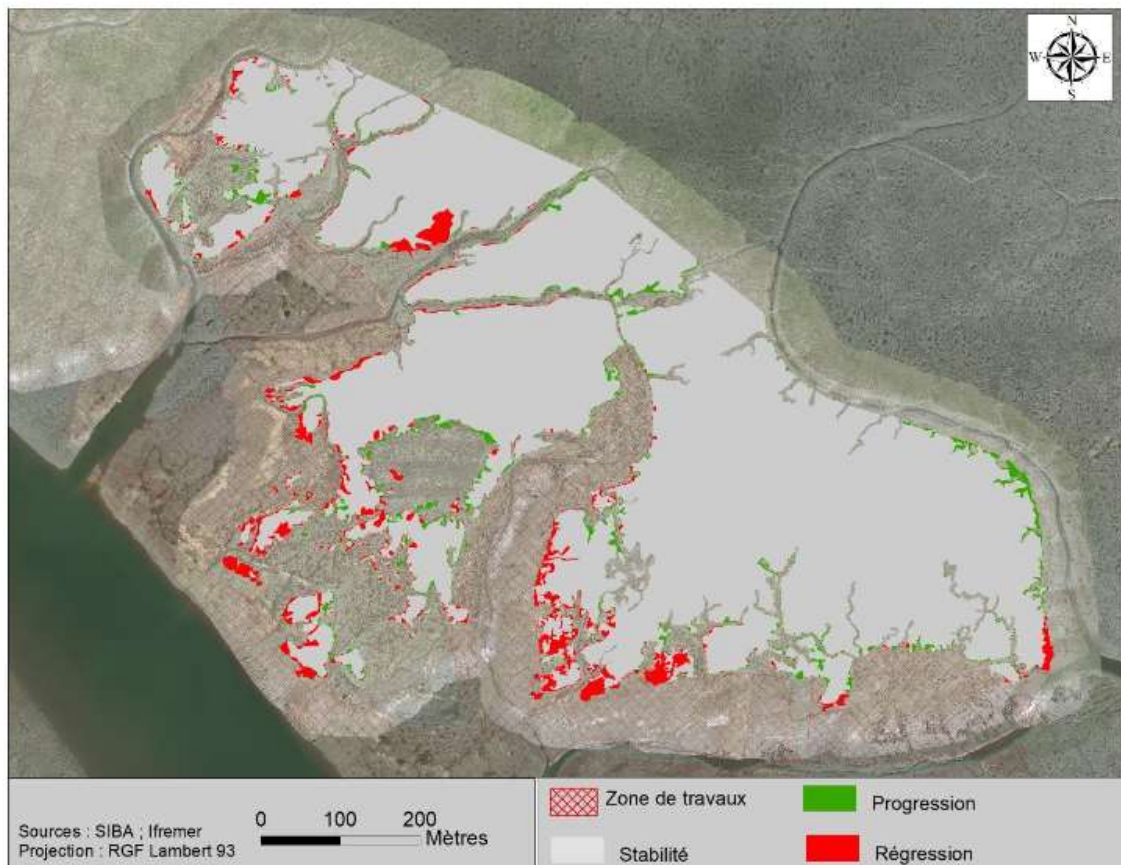 N
W E
S
Sources : SIBA ; Ifremer
Projection : RGF Lambert 93
0 100 200
Mètres
Zone de travaux
Stabilité
Progression
Régression